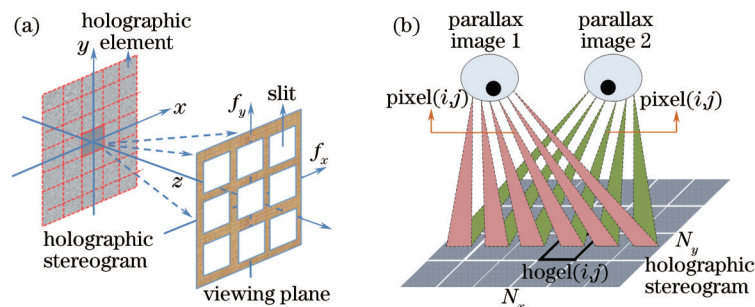 (a)
holographic
element
y
x
f_y
slit
f_x
z
holographic
stereogram
viewing plane
(b)
parallax
image 1
parallax
image 2
pixel(i,j)
pixel(i,j)
hogel(i,j)
N_y
holographic
stereogram
N_x